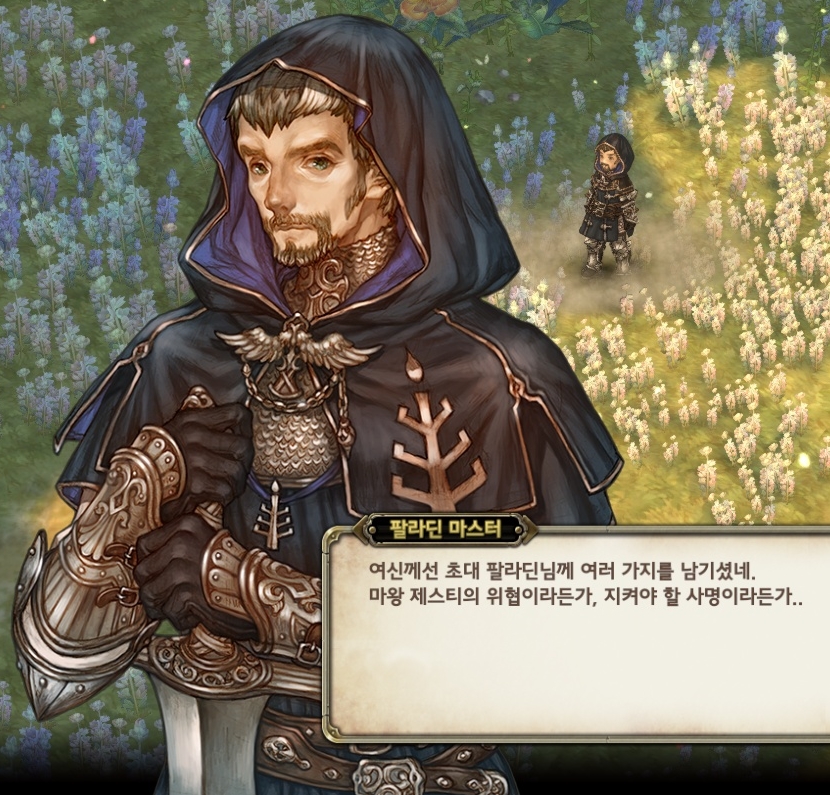 팔라딘 마스터
여신께선 초대 팔라딘님께 여러 가지를 남기셨네.
마왕 제스티의 위협이라든가, 지켜야 할 사명이라든가..